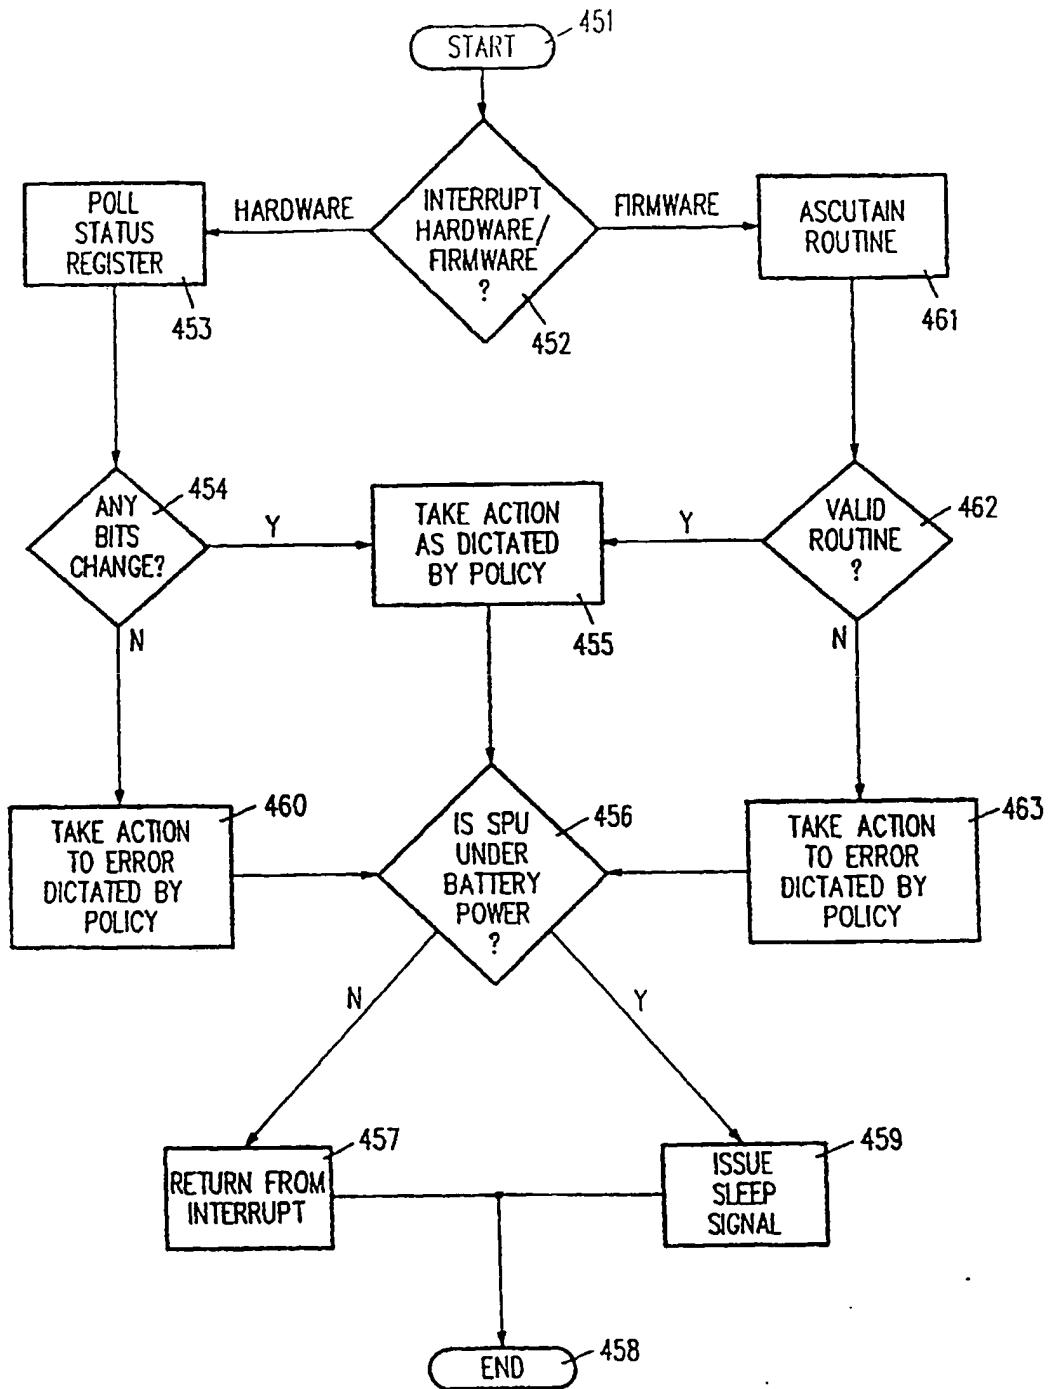 START
451
INTERRUPT
HARDWARE/
FIRMWARE
?
452
HARDWARE
FIRMWARE
POLL
STATUS
REGISTER
453
ASCUTAIN
ROUTINE
461
ANY
BITS
CHANGE?
454
Y
N
TAKE ACTION
AS DICTATED
BY POLICY
455
VALID
ROUTINE
?
462
Y
N
TAKE ACTION
TO ERROR
DICTATED BY
POLICY
460
IS SPU
UNDER
BATTERY
POWER
?
456
TAKE ACTION
TO ERROR
DICTATED BY
POLICY
463
N
Y
RETURN FROM
INTERRUPT
457
ISSUE
SLEEP
SIGNAL
459
END
458